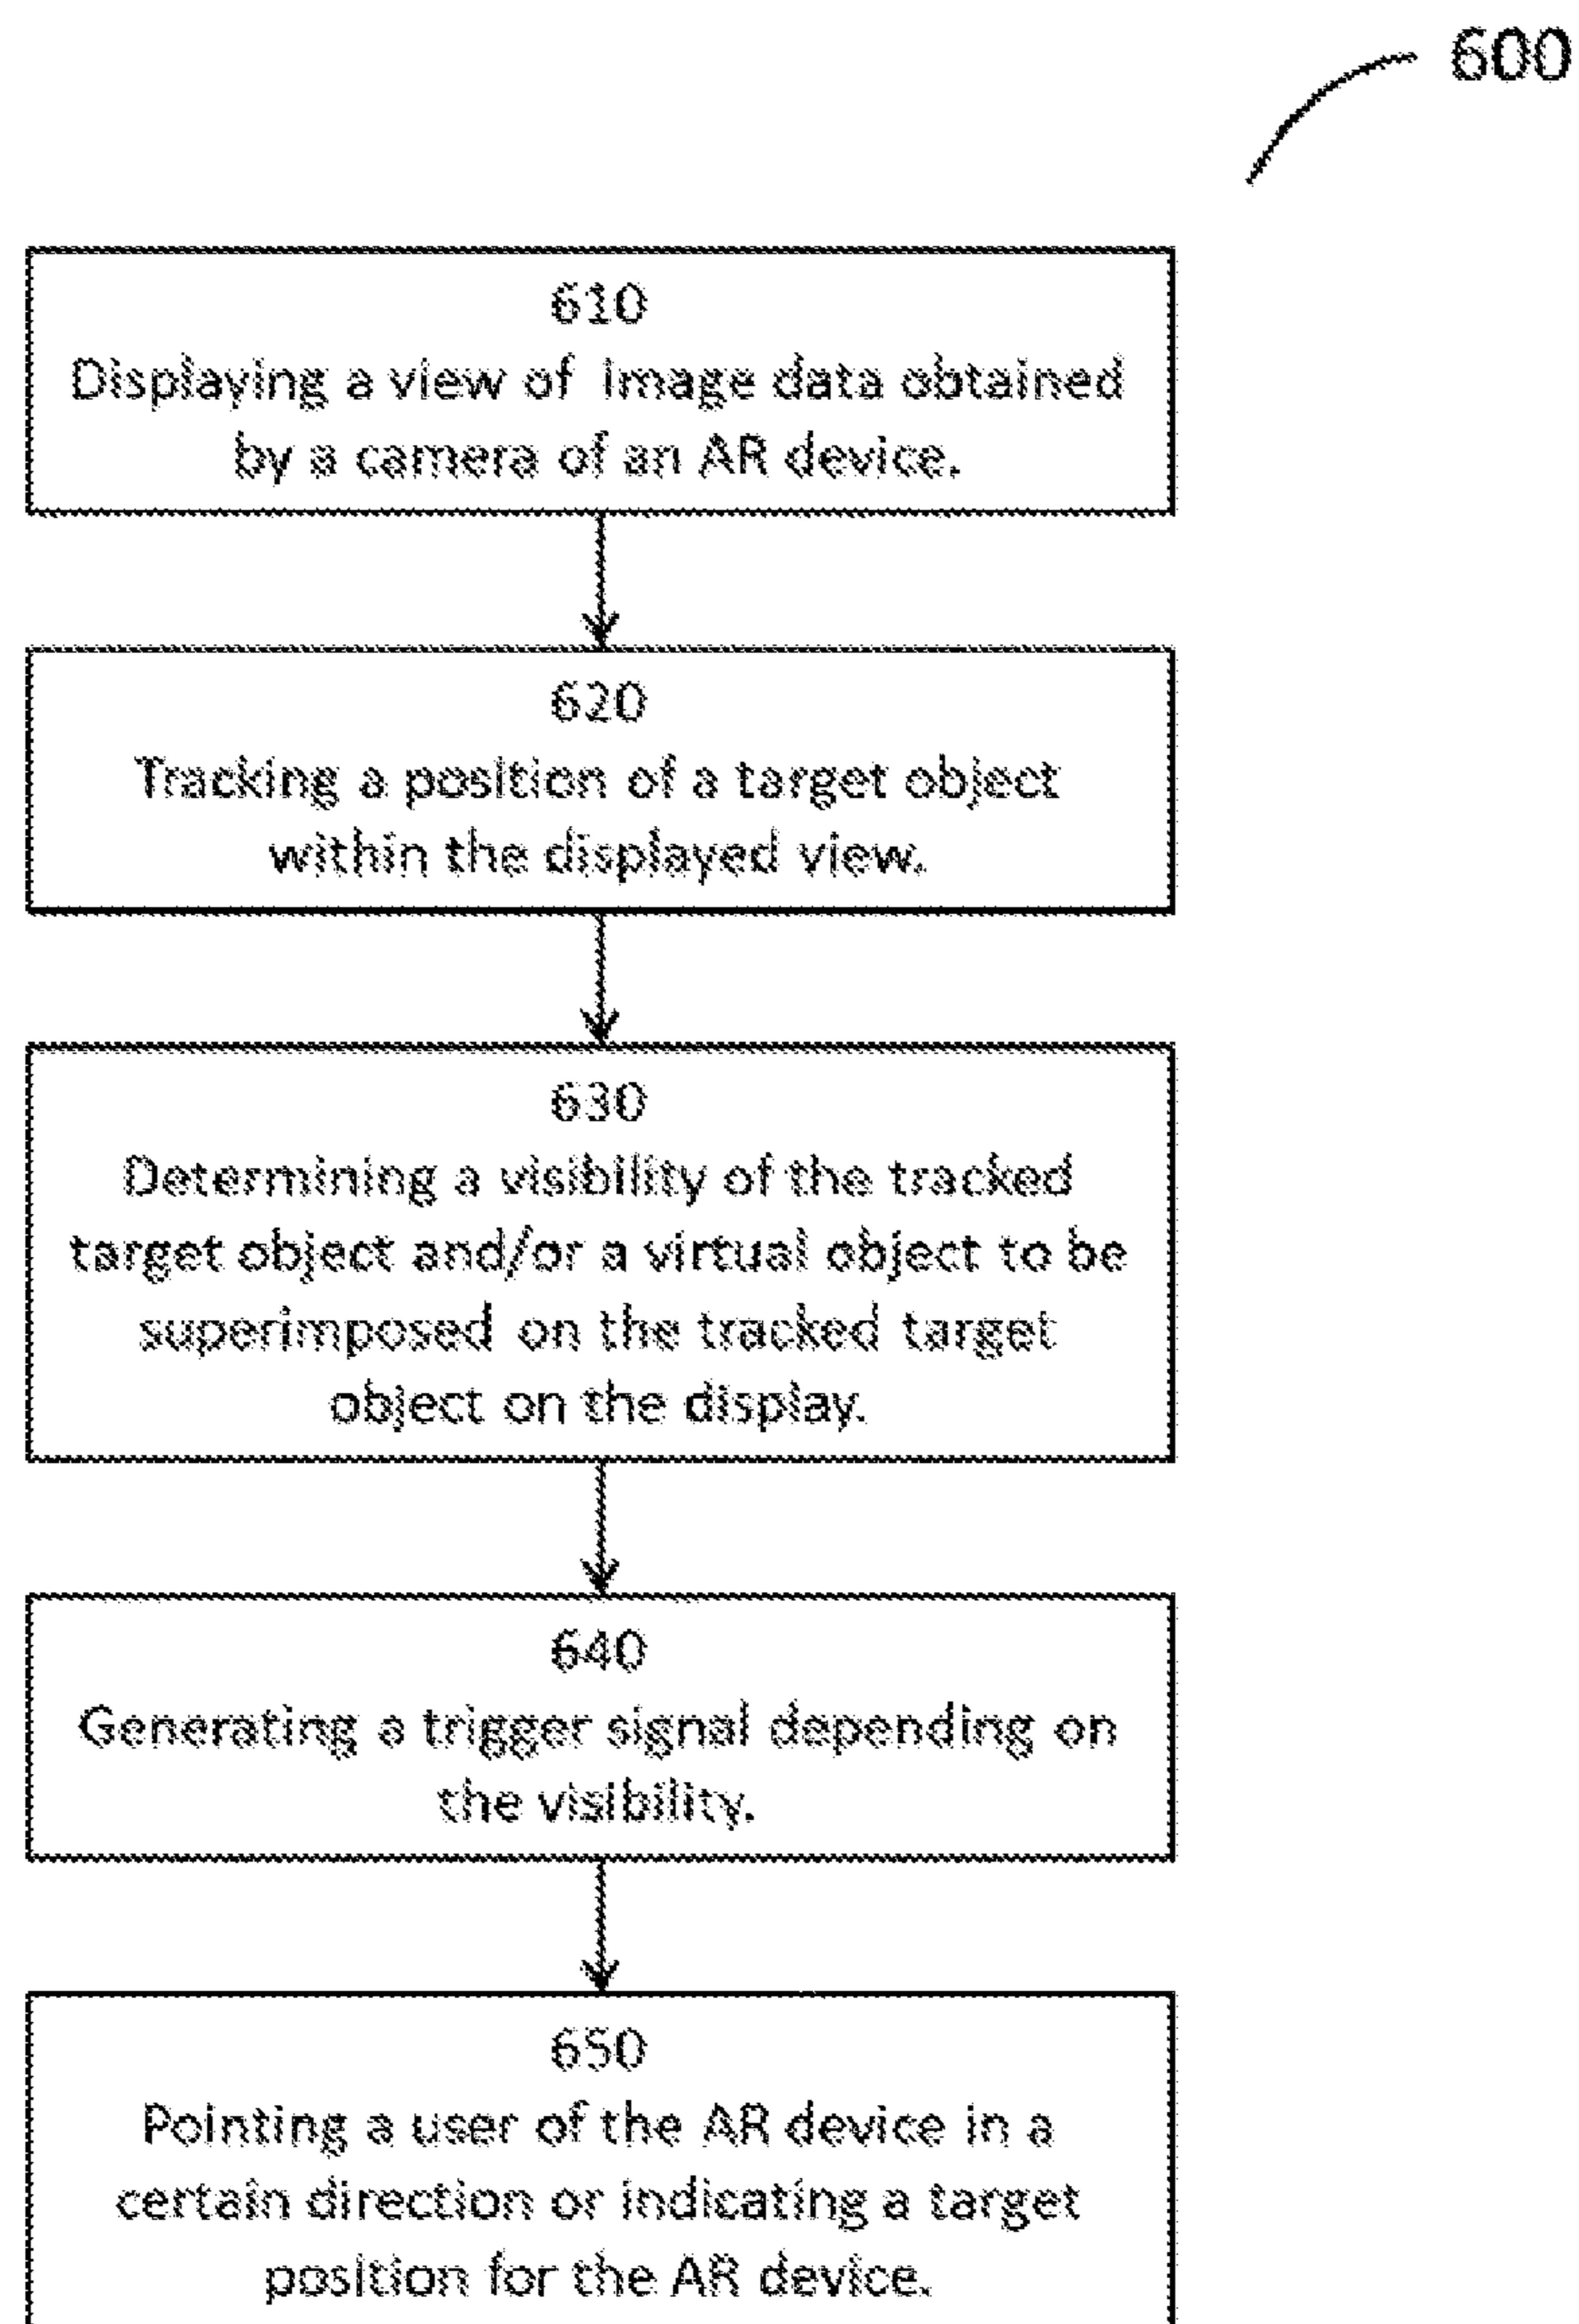 600
610
Displaying a view of Image data obtained
by a camera of an AR device.
620
Tracking a position of a target object
within the displayed view.
630
Determining a visibility of the tracked
target object and/or a virtual object to be
superimposed on the tracked target
object on the display.
640
Generating a trigger signal depending on
the visibility.
650
Pointing a user of the AR device in a
certain direction or indicating a target
position for the AR device.